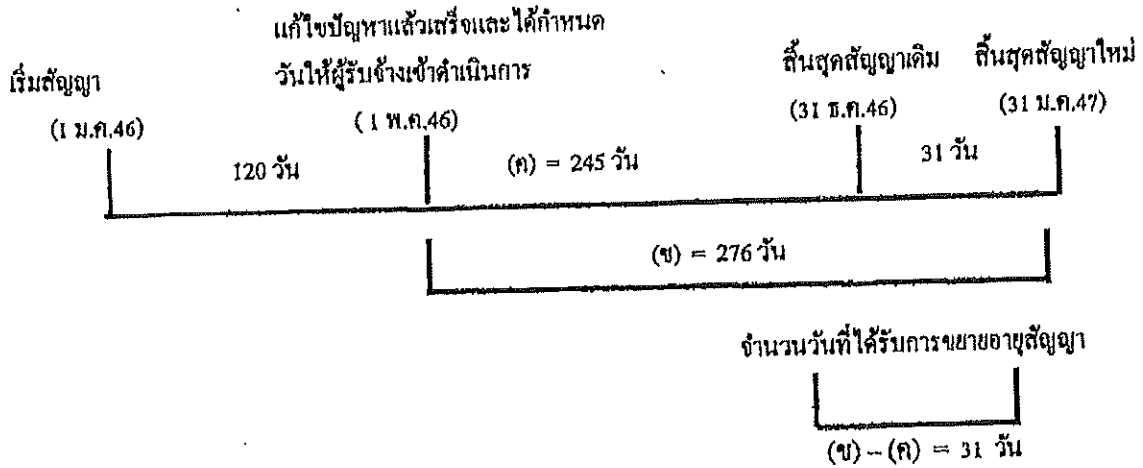 แก้ไขปัญหาแล้วเสร็จและได้กำหนด
วันให้ผู้รับจ้างเข้าดำเนินการ
เริ่มสัญญา
สิ้นสุดสัญญาเดิม
สิ้นสุดสัญญาใหม่
(1 ม.ค.46)
(1 พ.ค.46)
(31 ธ.ค.46)
(31 ม.ค.47)
120 วัน
(ค) = 245 วัน
31 วัน
(ข) = 276 วัน
จำนวนวันที่ได้รับการขยายอายุสัญญา
(ข) – (ค) = 31 วัน